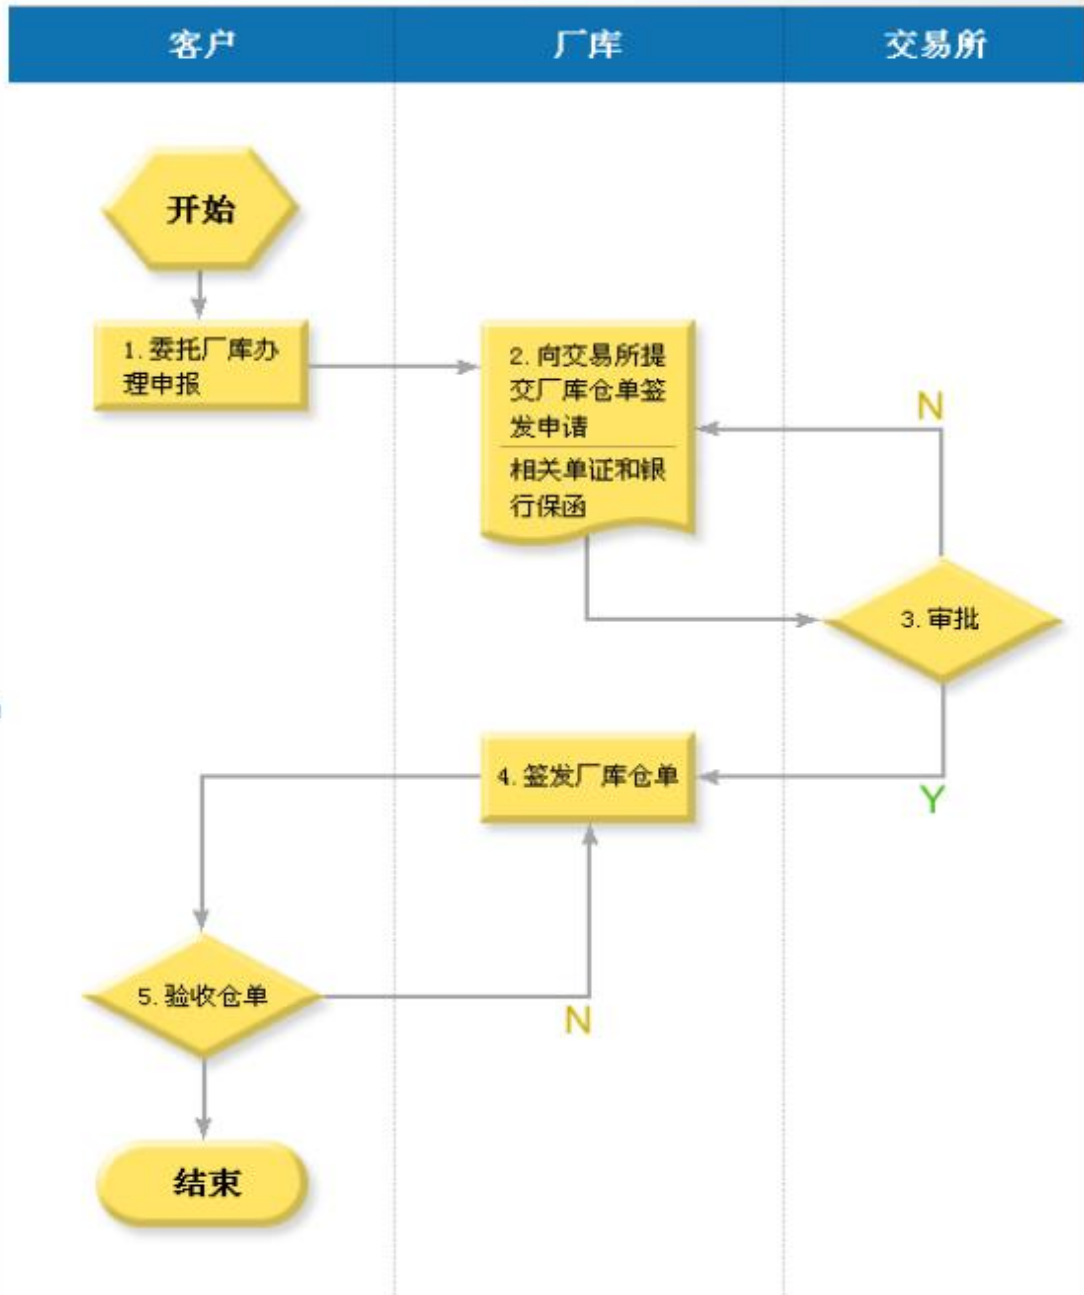 客户
厂库
交易所
开始
1. 委托厂库办
理申报
2. 向交易所提
交厂库仓单签
发申请
相关单证和银
行保函
N
3. 审批
4. 签发厂库仓单
Y
5. 验收仓单
N
结束